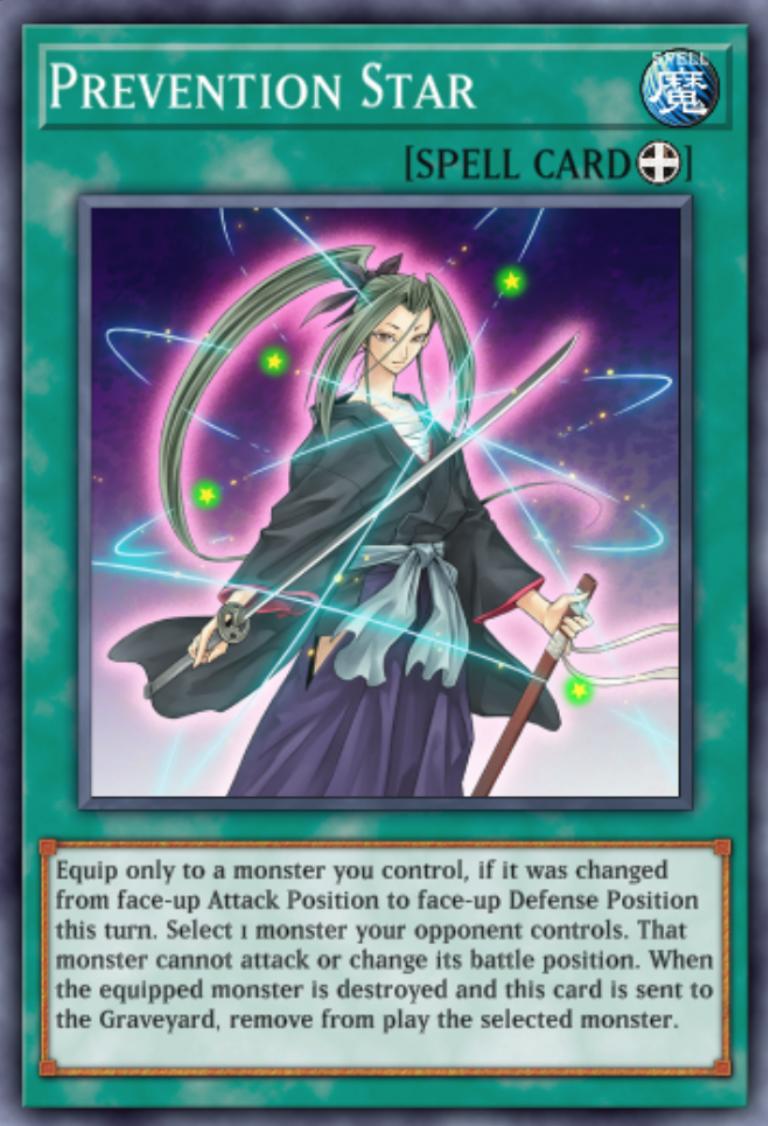 PREVENTION STAR
SPELL
魔
[SPELL CARD]
Equip only to a monster you control, if it was changed
from face-up Attack Position to face-up Defense Position
this turn. Select 1 monster your opponent controls. That
monster cannot attack or change its battle position. When
the equipped monster is destroyed and this card is sent to
the Graveyard, remove from play the selected monster.